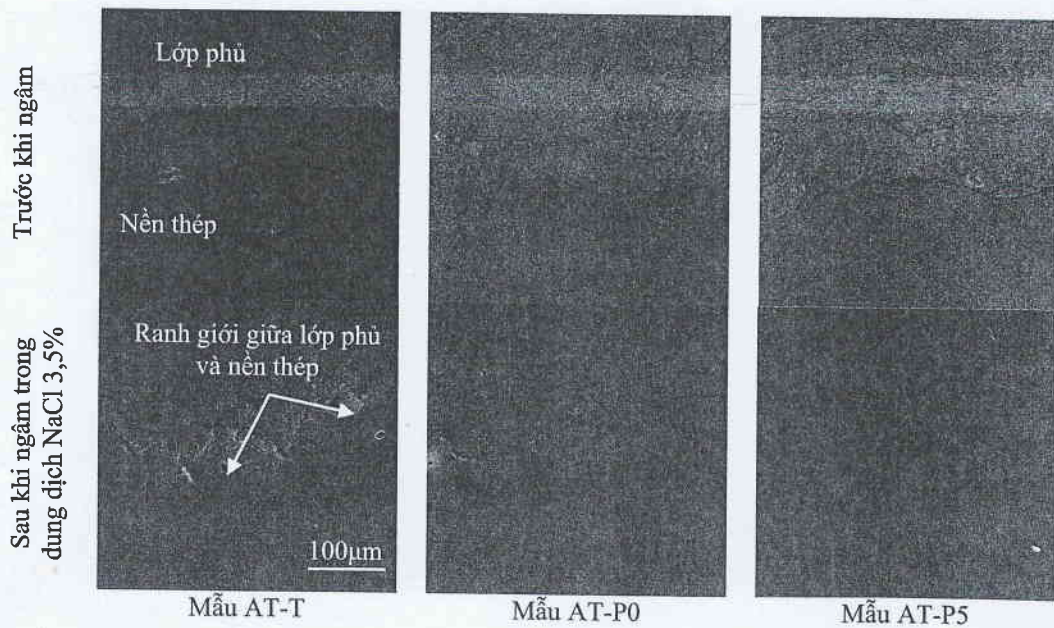 Trước khi ngâm
Lớp phủ
Nền thép
Sau khi ngâm trong
dung dịch NaCl 3,5%
Ranh giới giữa lớp phủ
và nền thép
100μm
Mẫu AT-T
Mẫu AT-P0
Mẫu AT-P5